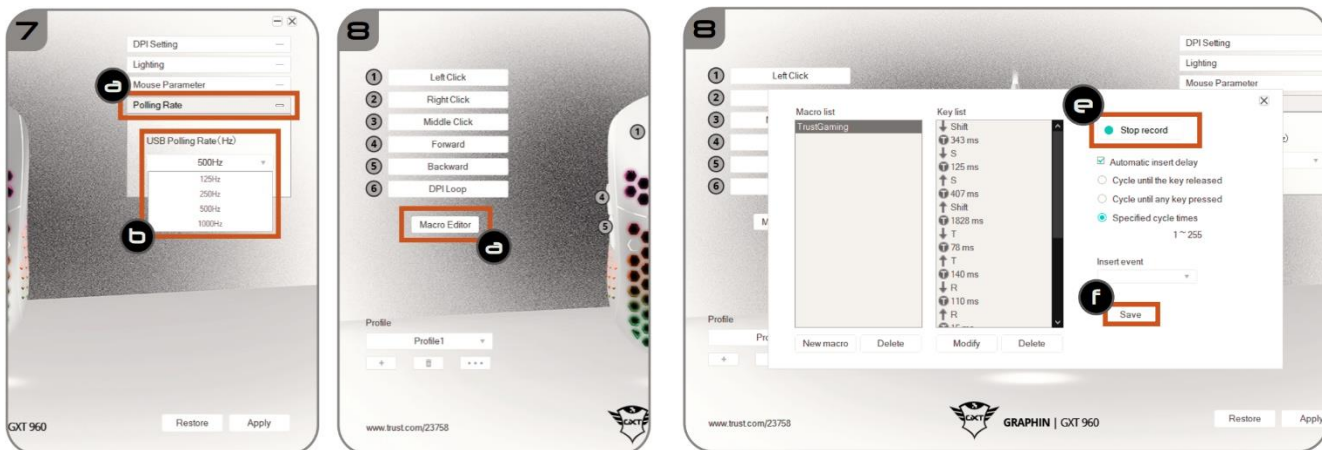 7
DPI Setting
Lighting
a
Mouse Parameter
Polling Rate
USB Polling Rate(Hz)
500Hz
125Hz
250Hz
500Hz
1000Hz
b
GXT 960
Restore
Apply
8
1 Left Click
2 Right Click
3 Middle Click
4 Forward
5 Backward
6 DPI Loop
Macro Editor
a
1
4
5
Profile
Profile1
+
...
www.trust.com/23758
GXT
8
1 Left Click
2
3
4
5
6
DPI Setting
Lighting
Mouse Parameter
Macro list
TrustGaming
New macro
Delete
Key list
Shift
343 ms
S
125 ms
S
407 ms
Shift
1828 ms
T
78 ms
T
140 ms
R
110 ms
R
Modify
Delete
e
Stop record
Automatic insert delay
Cycle until the key released
Cycle until any key pressed
Specified cycle times
1 ~ 255
Insert event
f
Save
Profile
+
www.trust.com/23758
GXT
GRAPHIN | GXT 960
Restore
Apply